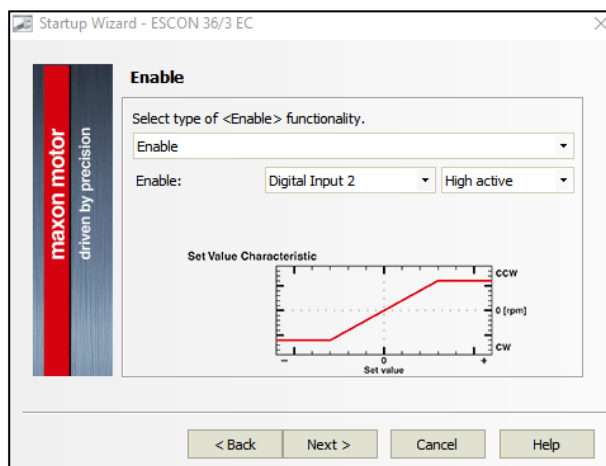 Startup Wizard - ESCON 36/3 EC
maxon motor
driven by precision
Enable
Select type of <Enable> functionality.
Enable
Enable: Digital Input 2 High active
Set Value Characteristic
CCW
0 [rpm]
CW
− 0 +
Set value
< Back Next > Cancel Help